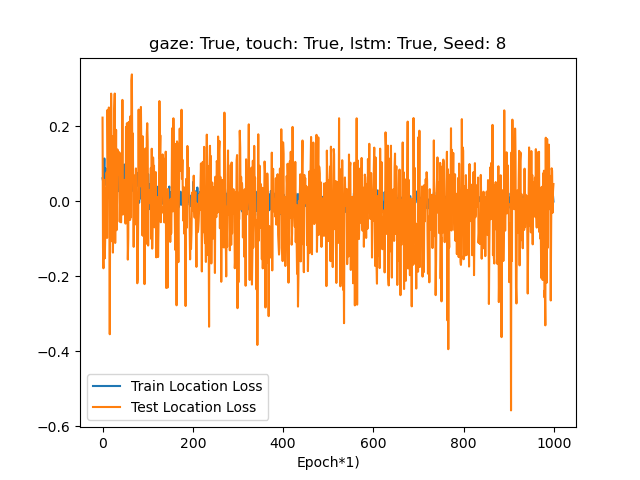 gaze: True, touch: True, lstm: True, Seed: 8
0.2
0.0
−0.2
−0.4
−0.6
Train Location Loss
Test Location Loss
0 200 400 600 800 1000
Epoch*1)